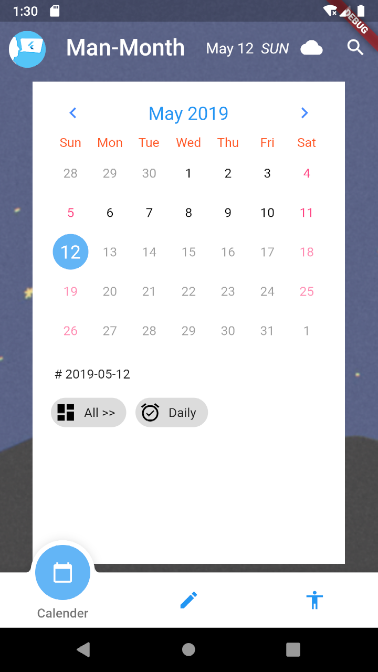 1:30
DEBUG
Man-Month May 12 SUN
May 2019
Sun Mon Tue Wed Thu Fri Sat
28 29 30 1 2 3 4
5 6 7 8 9 10 11
12 13 14 15 16 17 18
19 20 21 22 23 24 25
26 27 28 29 30 31 1
# 2019-05-12
All >> Daily
Calender